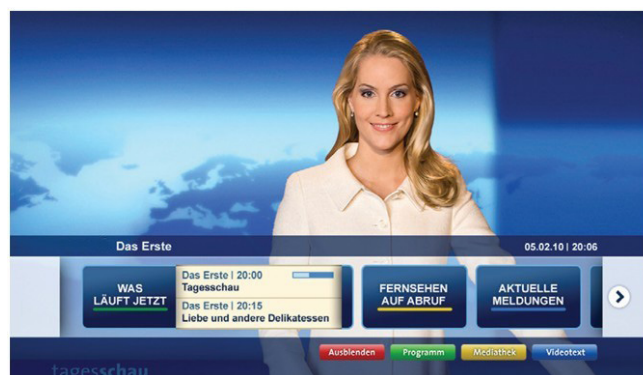 Das Erste
05.02.10 | 20:06
WAS
LÄUFT JETZT
Das Erste | 20:00
Tagesschau
Das Erste | 20:15
Liebe und andere Delikatessen
FERNSEHEN
AUF ABRUF
AKTUELLE
MELDUNGEN
Ausblenden
Programm
Mediathek
Videotext
tagesschau